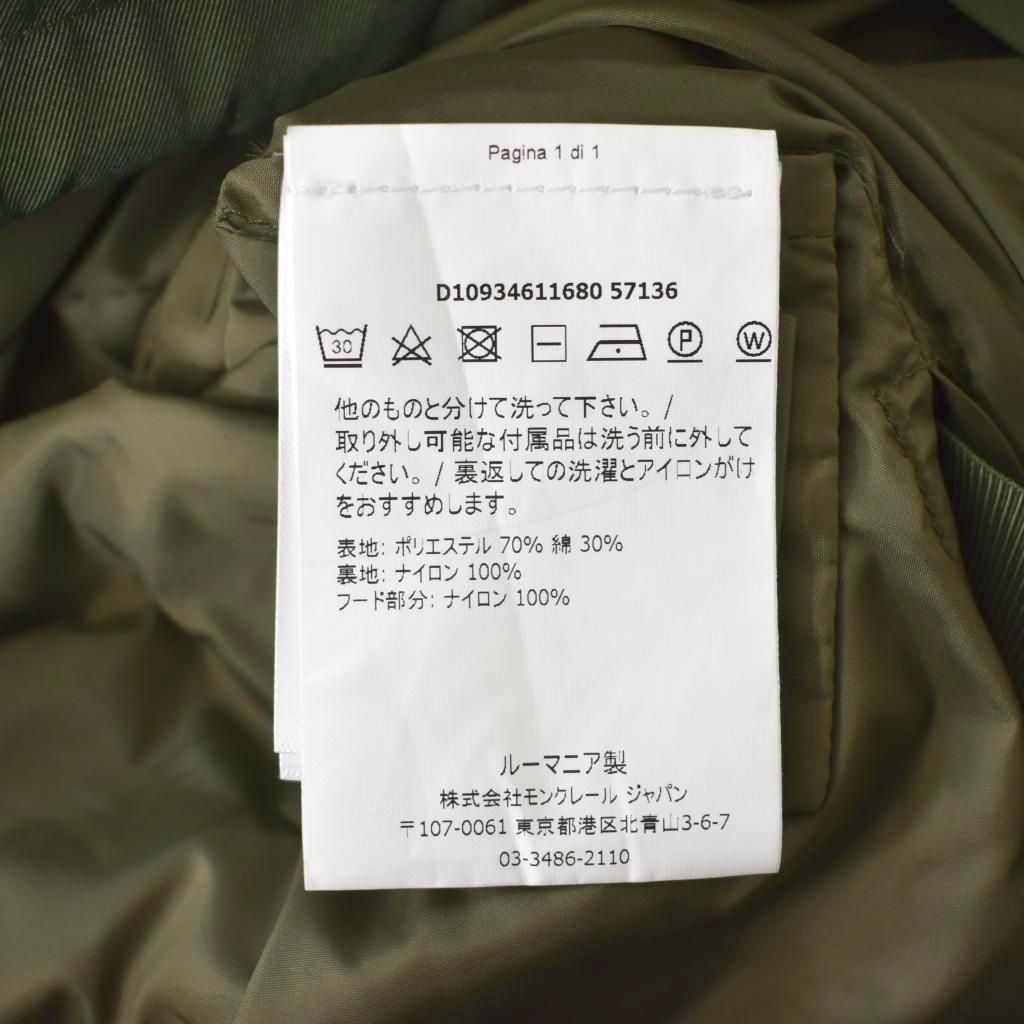 Pagina 1 di 1
D10934611680 57136
30 P W
他のものと分けて洗って下さい。/
取り外し可能な付属品は洗う前に外して
ください。/ 裏返しての洗濯とアイロンがけ
をおすすめします。
表地: ポリエステル 70% 綿 30%
裏地: ナイロン 100%
フード部分: ナイロン 100%
ルーマニア製
株式会社モンクレール ジャパン
〒107-0061 東京都港区北青山3-6-7
03-3486-2110